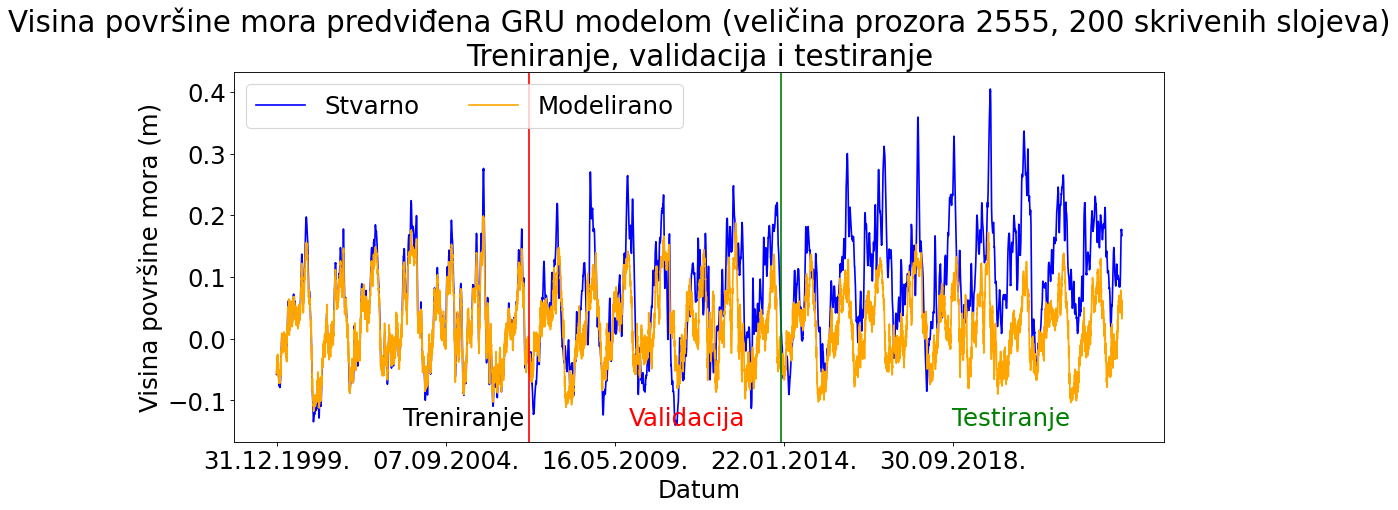 Visina površine mora predviđena GRU modelom (veličina prozora 2555, 200 skrivenih slojeva)
Treniranje, validacija i testiranje
Stvarno
Modelirano
Visina površine mora (m)
0.4
0.3
0.2
0.1
0.0
−0.1
Treniranje
Validacija
Testiranje
31.12.1999.
07.09.2004.
16.05.2009.
22.01.2014.
30.09.2018.
Datum